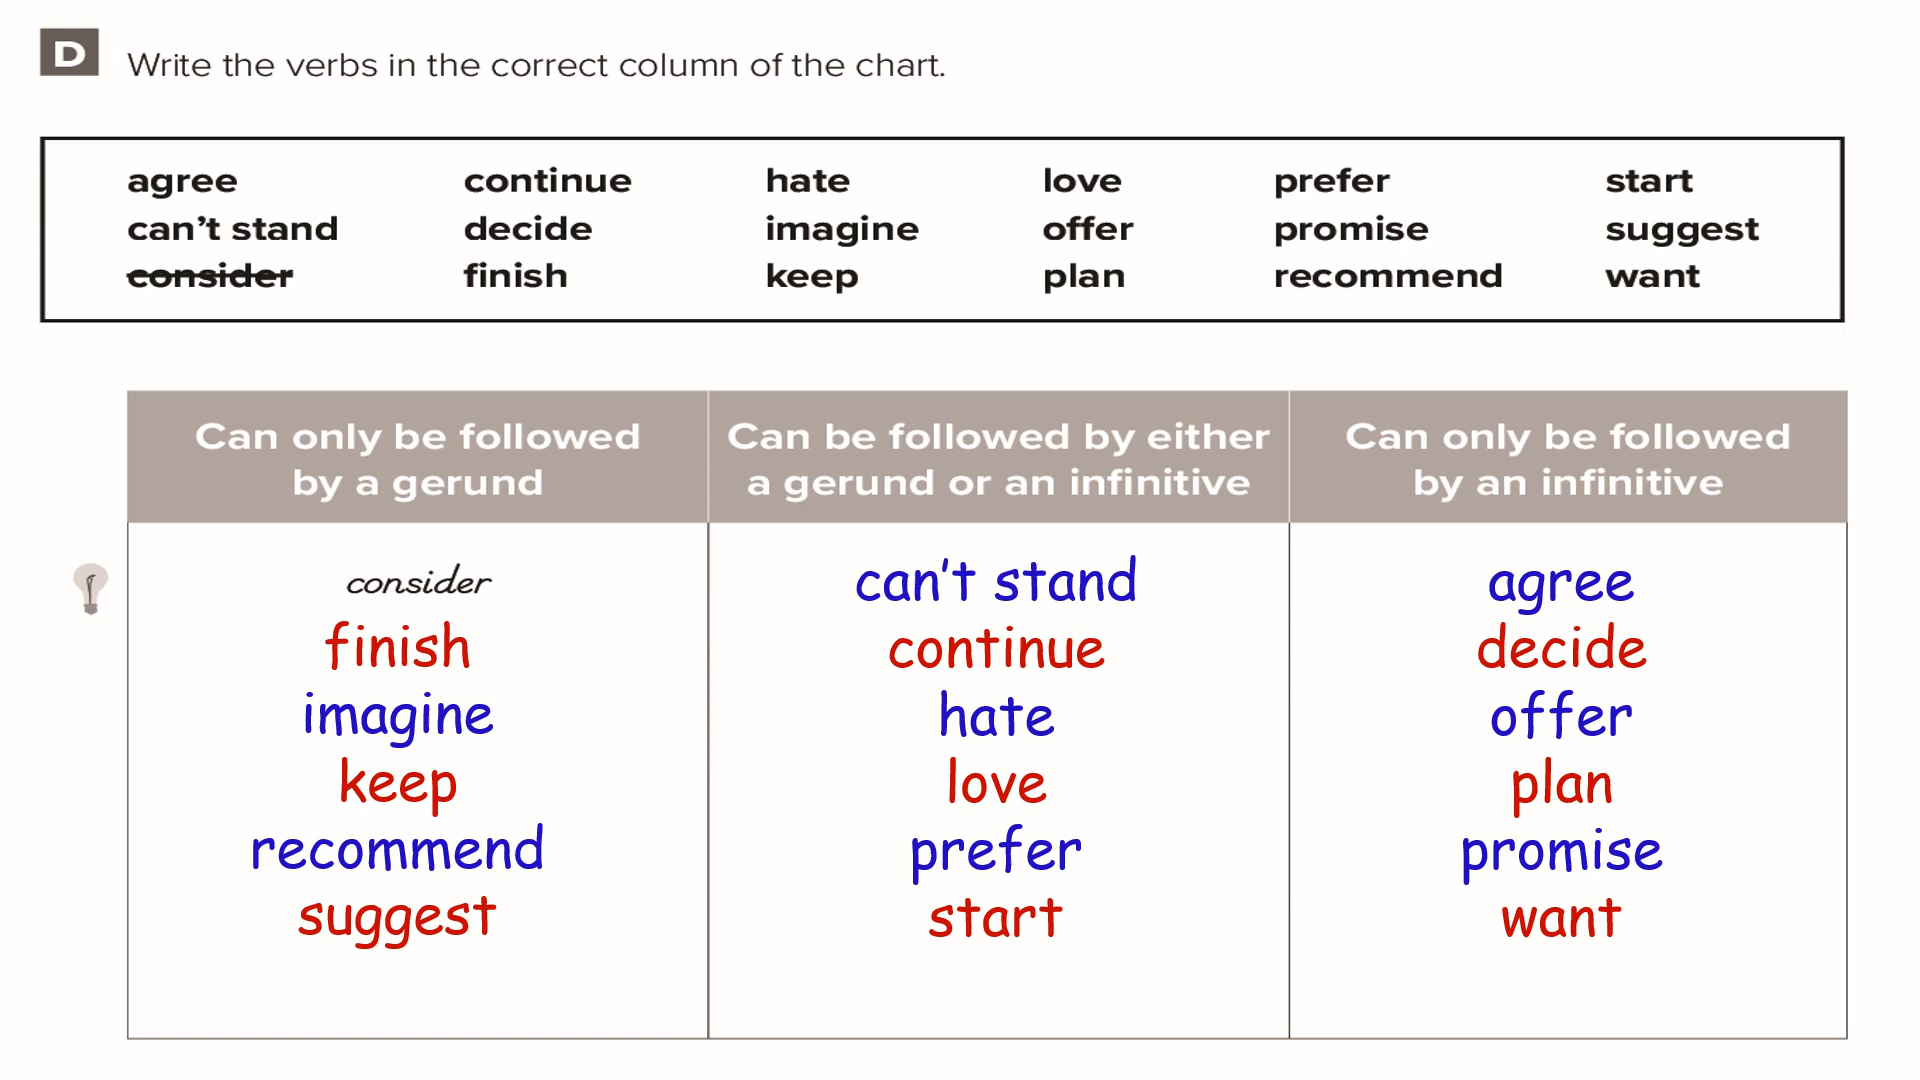 D Write the verbs in the correct column of the chart.
agree continue hate love prefer start
can't stand decide imagine offer promise suggest
consider finish keep plan recommend want
Can only be followed by a gerund
Can be followed by either a gerund or an infinitive
Can only be followed by an infinitive
consider can't stand agree
finish continue decide
imagine hate offer
keep love plan
recommend prefer promise
suggest start want